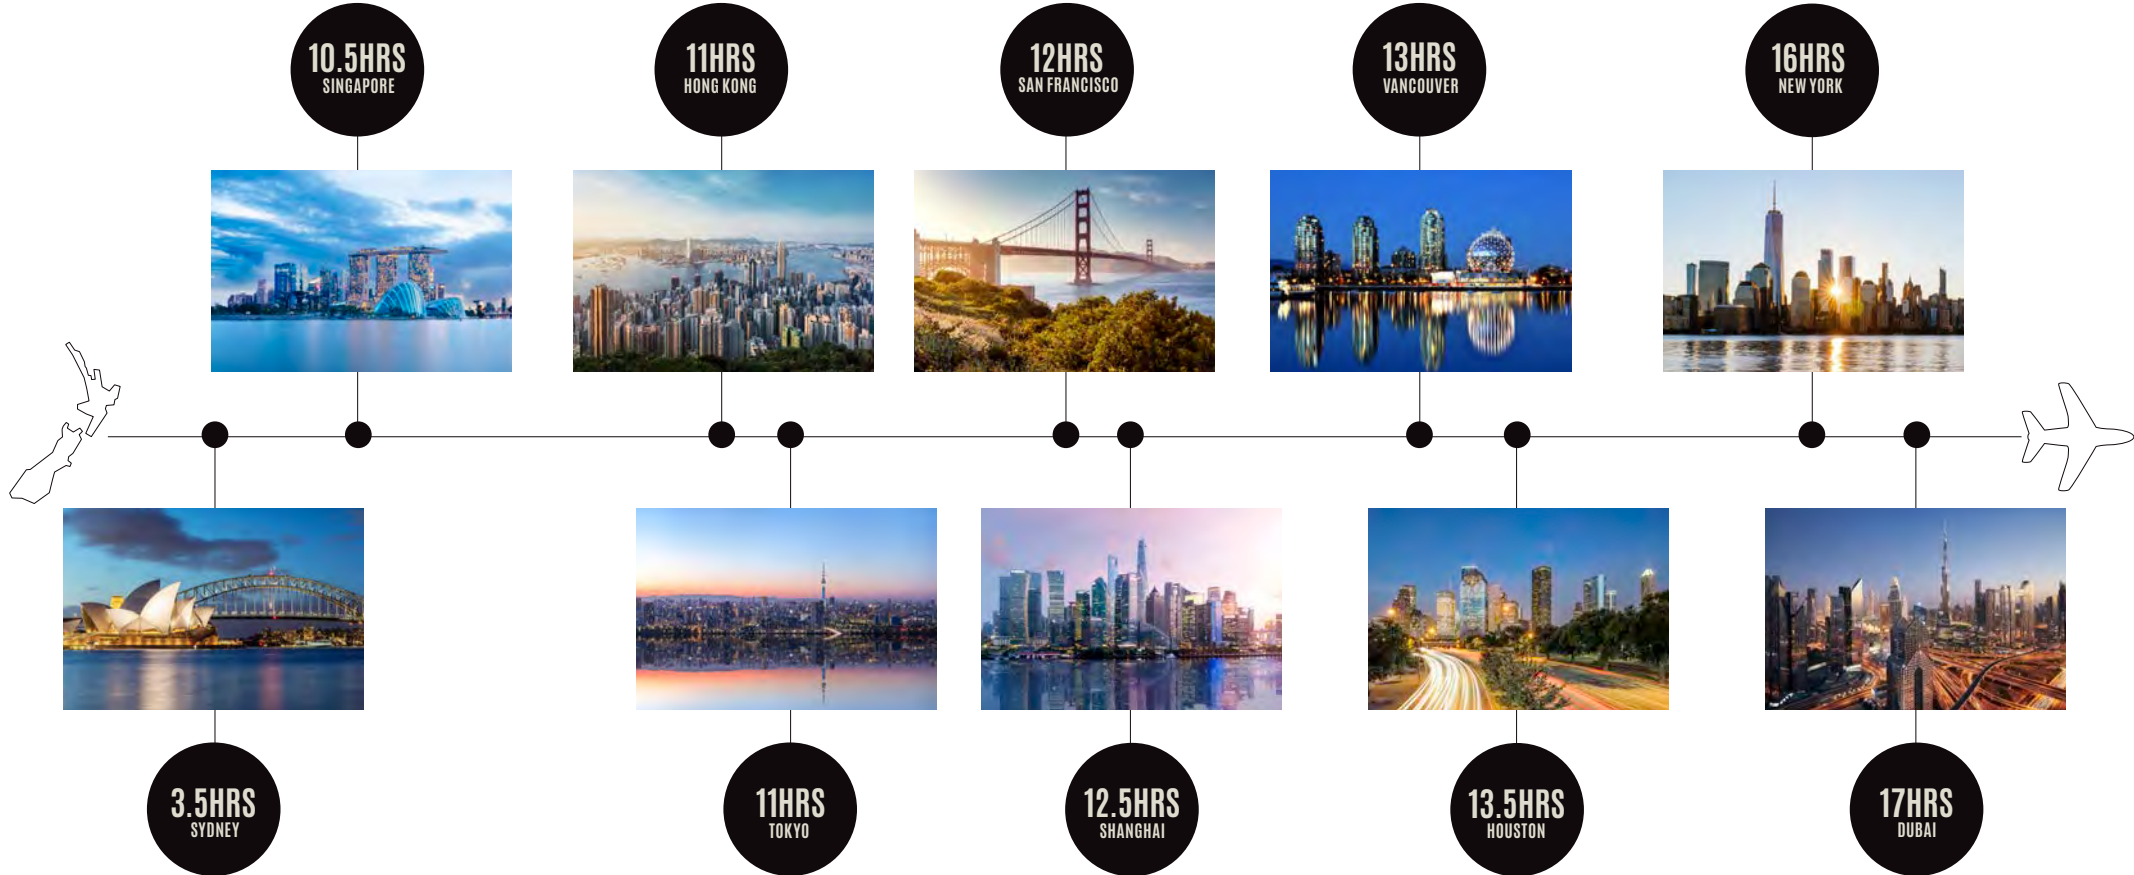 10.5HRS
SINGAPORE
11HRS
HONG KONG
12HRS
SAN FRANCISCO
13HRS
VANCOUVER
16HRS
NEW YORK
3.5HRS
SYDNEY
11HRS
TOKYO
12.5HRS
SHANGHAI
13.5HRS
HOUSTON
17HRS
DUBAI